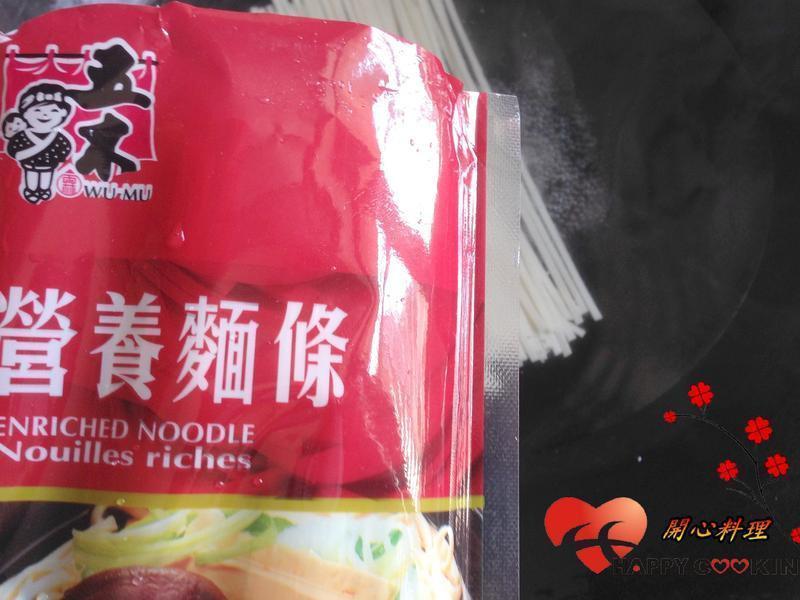 五木
WU-MU
營養麵條
ENRICHED NOODLE
Nouilles riches
開心料理
HAPPY COOKIN